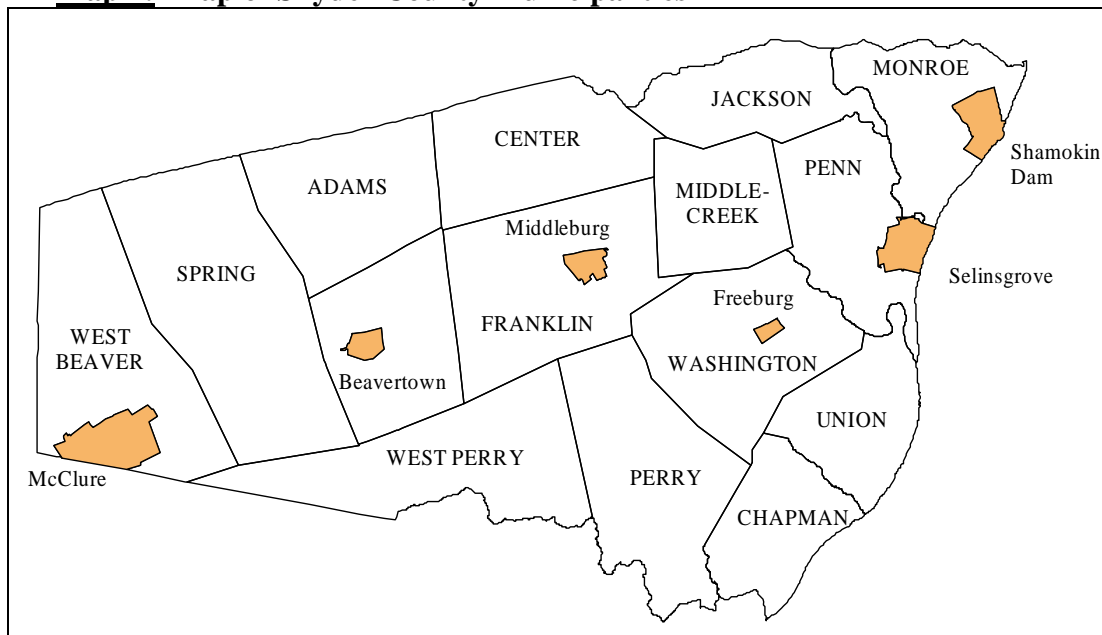 MONROE
JACKSON
CENTER
Shamokin
Dam
PENN
ADAMS
MIDDLE-
CREEK
Middleburg
SPRING
Selinsgrove
Freeburg
FRANKLIN
WEST
BEAVER
WASHINGTON
Beavertown
UNION
WEST PERRY
McClure
PERRY
CHAPMAN